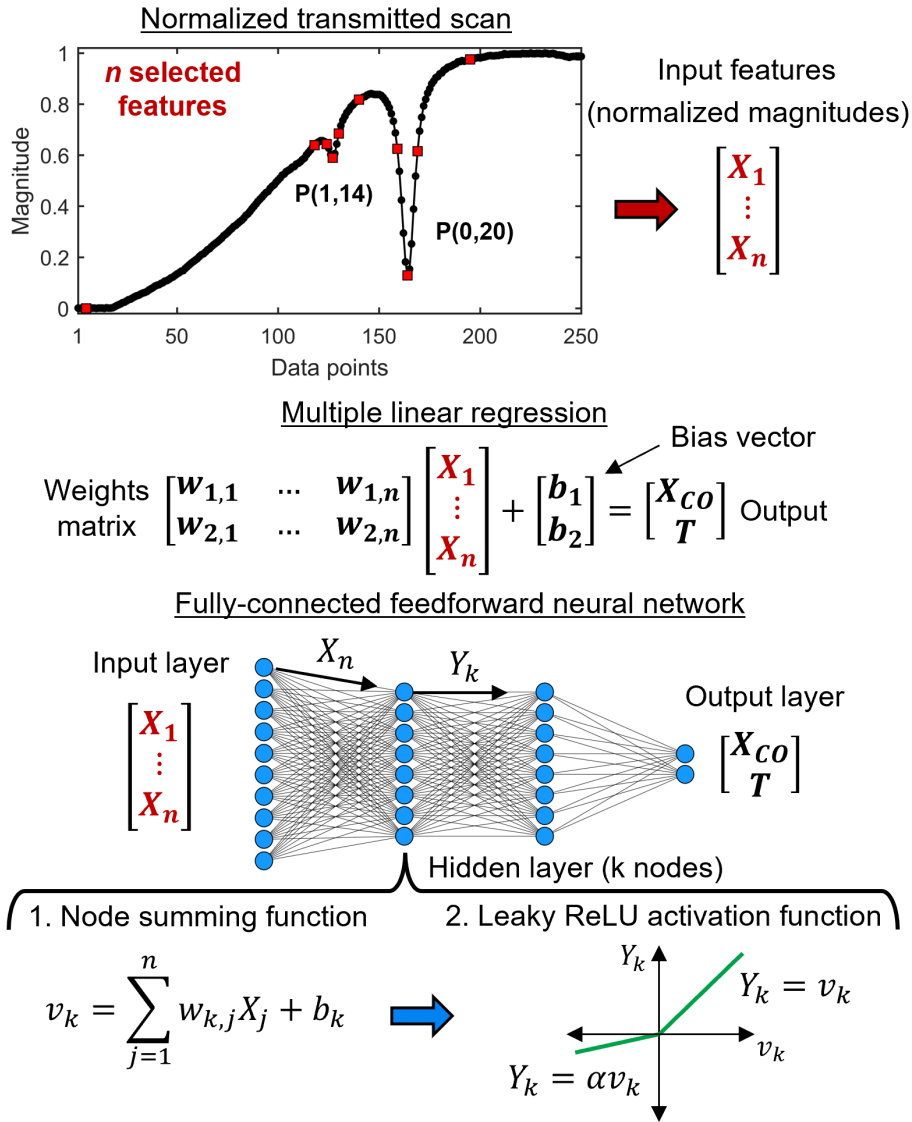 Normalized transmitted scan
n selected
features
Magnitude
1
0.8
0.6
0.4
0.2
0
P(1,14)
P(0,20)
1 50 100 150 200 250
Data points
Input features
(normalized magnitudes)
X₁
⋮
Xₙ
Multiple linear regression
Bias vector
Weights
matrix
[w₁,₁ ... w₁,ₙ
w₂,₁ ... w₂,ₙ]
[X₁
⋮
Xₙ]
+ [b₁
b₂]
= [X_CO
T]
Output
Fully-connected feedforward neural network
Input layer
X₁
⋮
Xₙ
Xₙ
Yₖ
Output layer
X_CO
T
Hidden layer (k nodes)
1. Node summing function
vₖ = ∑ⁿⱼ₌₁ wₖ,ⱼXⱼ + bₖ
2. Leaky ReLU activation function
Yₖ
Yₖ = vₖ
vₖ
Yₖ = αvₖ